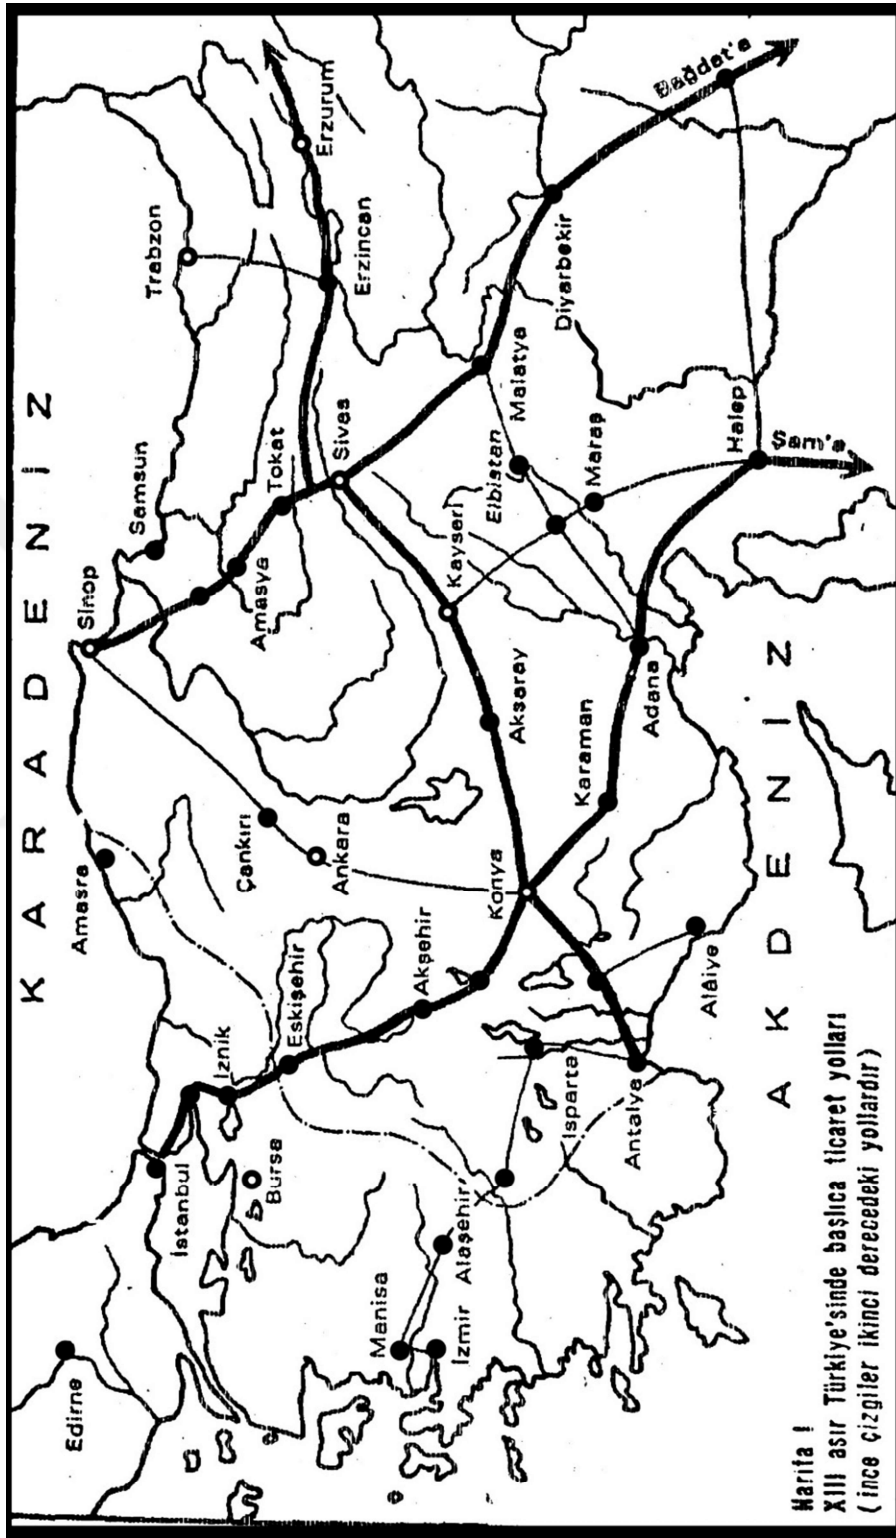 KARADENİZ
Edirne
İstanbul
İznik
Bursa
Eskişehir
Amasra
Sinop
Samsun
Trabzon
Çankırı
Ankara
Amasya
Tokat
Sivas
Erzincan
Erzurum
Manisa
İzmir
Alaşehir
Akşehir
Isparta
Antalya
Alâiye
Konya
Karaman
Aksaray
Kayseri
Elbistan
Maraş
Malatya
Diyarbekir
Adana
Halep
Bağdat'a
Şam'a
AKDENİZ
Harita I
XIII asır Türkiye'sinde başlıca ticaret yolları
(ince çizgiler ikinci derecedeki yollardır)